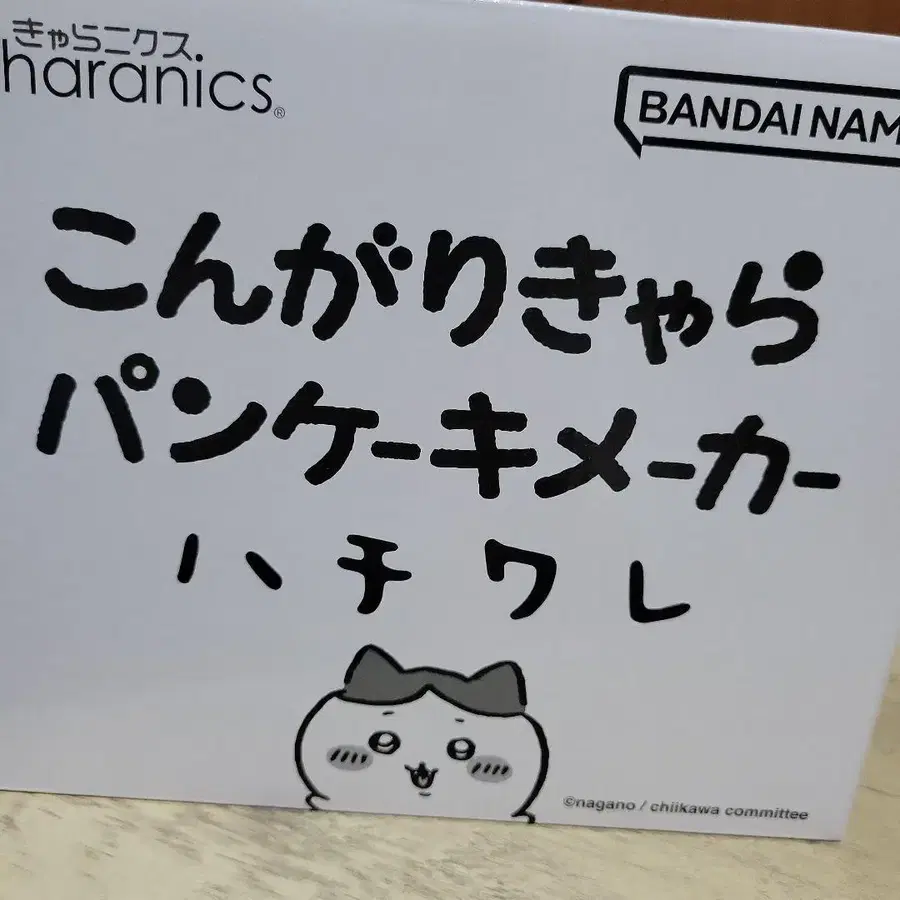 きゃらニクス
haranics®
BANDAI NAM
こんがりきゃら
パンケーキメーカー
ハチワレ
©nagano / chiikawa committee